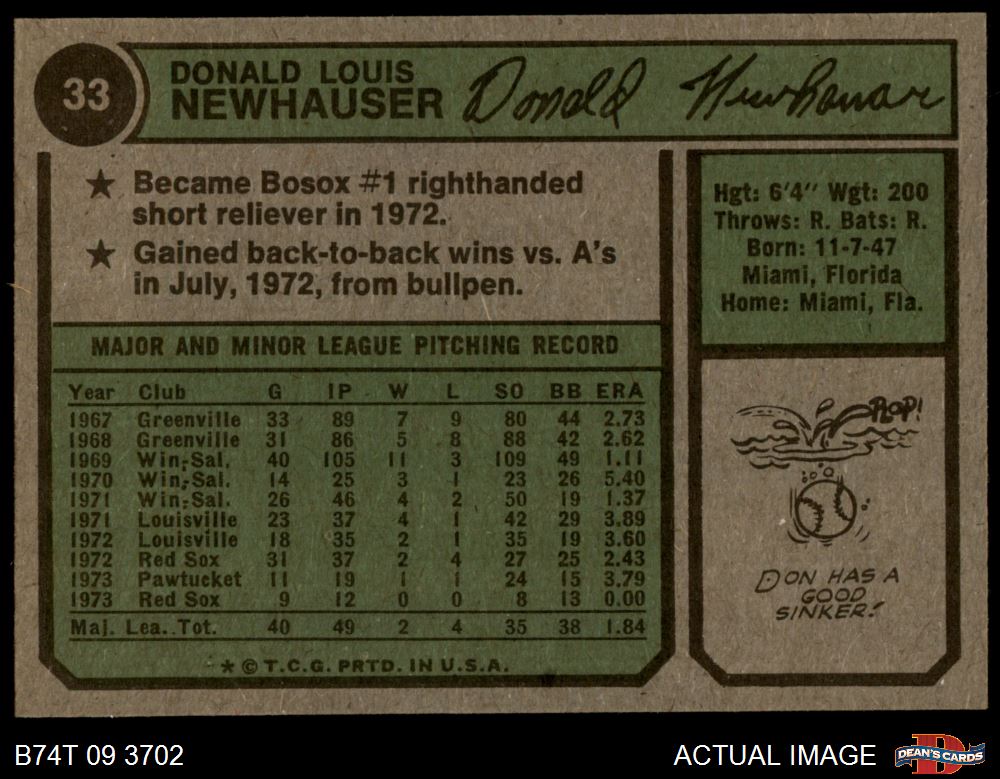 33
DONALD LOUIS
NEWHAUSER
Donald Newhauser
★ Became Bosox #1 righthanded
short reliever in 1972.
★ Gained back-to-back wins vs. A's
in July, 1972, from bullpen.
Hgt: 6'4" Wgt: 200
Throws: R. Bats: R.
Born: 11-7-47
Miami, Florida
Home: Miami, Fla.
MAJOR AND MINOR LEAGUE PITCHING RECORD
Year Club G IP W L SO BB ERA
1967 Greenville 33 89 7 9 80 44 2.73
1968 Greenville 31 86 5 8 88 42 2.62
1969 Win-Sal. 40 105 11 3 109 49 1.11
1970 Win-Sal. 14 25 3 1 23 26 5.40
1971 Win-Sal. 26 46 4 2 50 19 1.37
1971 Louisville 23 37 4 1 42 29 3.89
1972 Louisville 18 35 2 1 35 19 3.60
1972 Red Sox 31 37 2 4 27 25 2.43
1973 Pawtucket 11 19 1 1 24 15 3.79
1973 Red Sox 9 12 0 0 8 13 0.00
Maj. Lea. Tot. 40 49 2 4 35 38 1.84
★ © T.C.G. PRTD. IN U.S.A.
PLOP!
DON HAS A
GOOD
SINKER!
B74T 09 3702
ACTUAL IMAGE
D
DEAN'S CARDS